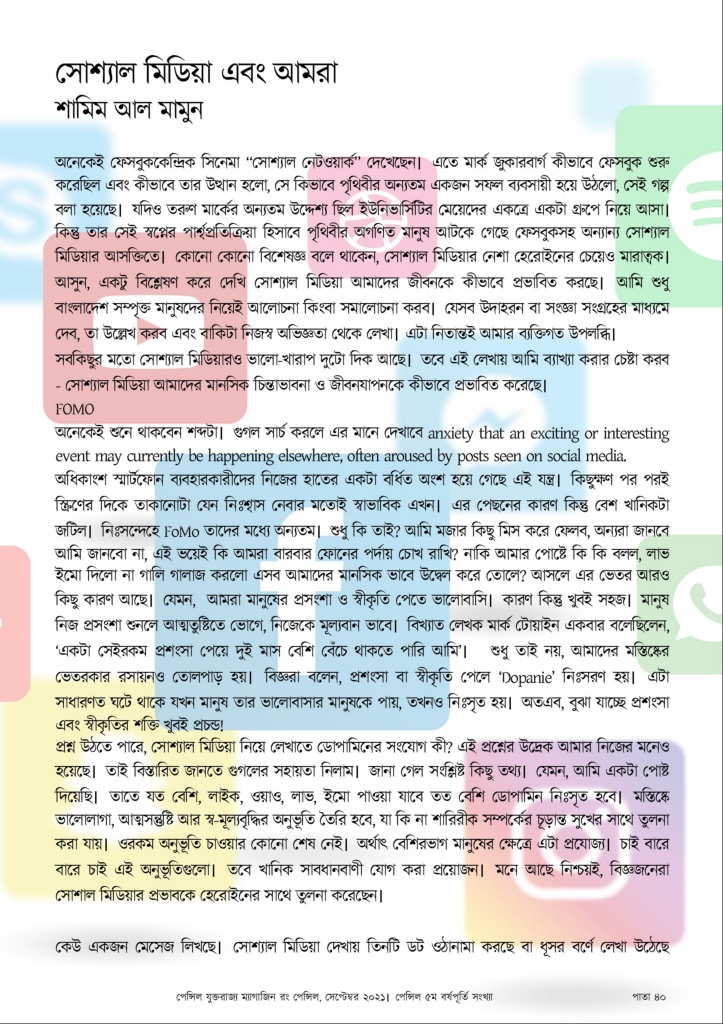 সোশ্যাল মিডিয়া এবং আমরা
শামিম আল মামুন
অনেকেই ফেসবুককেন্দ্রিক সিনেমা “সোশ্যাল নেটওয়ার্ক” দেখেছেন। এতে মার্ক জুকারবার্গ কীভাবে ফেসবুক শুরু
করেছিল এবং কীভাবে তার উত্থান হলো, সে কিভাবে পৃথিবীর অন্যতম একজন সফল ব্যবসায়ী হয়ে উঠলো, সেই গল্প
বলা হয়েছে। যদিও তরুণ মার্কের অন্যতম উদ্দেশ্য ছিল ইউনিভার্সিটির মেয়েদের একত্রে একটা গ্রুপে নিয়ে আসা।
কিন্তু তার সেই স্বপ্নের পার্শ্বপ্রতিক্রিয়া হিসাবে পৃথিবীর অগণিত মানুষ আটকে গেছে ফেসবুকসহ অন্যান্য সোশ্যাল
মিডিয়ার আসক্তিতে। কোনো কোনো বিশেষজ্ঞ বলে থাকেন, সোশ্যাল মিডিয়ার নেশা হেরোইনের চেয়েও মারাত্বক।
আসুন, একটু বিশ্লেষণ করে দেখি সোশ্যাল মিডিয়া আমাদের জীবনকে কীভাবে প্রভাবিত করছে। আমি শুধু
বাংলাদেশ সম্পৃক্ত মানুষদের নিয়েই আলোচনা কিংবা সমালোচনা করব। যেসব উদাহরন বা সংজ্ঞা সংগ্রহের মাধ্যমে
দেব, তা উল্লেখ করব এবং বাকিটা নিজস্ব অভিজ্ঞতা থেকে লেখা। এটা নিতান্তই আমার ব্যক্তিগত উপলব্ধি।
সবকিছুর মতো সোশ্যাল মিডিয়ারও ভালো-খারাপ দুটো দিক আছে। তবে এই লেখায় আমি ব্যাখ্যা করার চেষ্টা করব
- সোশ্যাল মিডিয়া আমাদের মানসিক চিন্তাভাবনা ও জীবনযাপনকে কীভাবে প্রভাবিত করেছে।
FOMO
অনেকেই শুনে থাকবেন শব্দটা। গুগল সার্চ করলে এর মানে দেখাবে anxiety that an exciting or interesting
event may currently be happening elsewhere, often aroused by posts seen on social media.
অধিকাংশ স্মার্টফোন ব্যবহারকারীদের নিজের হাতের একটা বর্ধিত অংশ হয়ে গেছে এই যন্ত্র। কিছুক্ষণ পর পরই
স্ক্রিণের দিকে তাকানোটা যেন নিঃশ্বাস নেবার মতোই স্বাভাবিক এখন। এর পেছনের কারণ কিন্তু বেশ খানিকটা
জটিল। নিঃসন্দেহে FoMo তাদের মধ্যে অন্যতম। শুধু কি তাই? আমি মজার কিছু মিস করে ফেলব, অন্যরা জানবে
আমি জানবো না, এই ভয়েই কি আমরা বারবার ফোনের পর্দায় চোখ রাখি? নাকি আমার পোষ্টে কি কি বলল, লাভ
ইমো দিলো না গালি গালাজ করলো এসব আমাদের মানসিক ভাবে উদ্বেল করে তোলে? আসলে এর ভেতর আরও
কিছু কারণ আছে। যেমন, আমরা মানুষের প্রসংশা ও স্বীকৃতি পেতে ভালোবাসি। কারণ কিন্তু খুবই সহজ। মানুষ
নিজ প্রসংশা শুনলে আত্মতুষ্টিতে ভোগে, নিজেকে মূল্যবান ভাবে। বিখ্যাত লেখক মার্ক টোয়াইন একবার বলেছিলেন,
‘একটা সেইরকম প্রশংসা পেয়ে দুই মাস বেশি বেঁচে থাকতে পারি আমি’। শুধু তাই নয়, আমাদের মস্তিষ্কের
ভেতরকার রসায়নও তোলপাড় হয়। বিজ্ঞরা বলেন, প্রশংসা বা স্বীকৃতি পেলে ‘Dopanie’ নিঃসরণ হয়। এটা
সাধারণত ঘটে থাকে যখন মানুষ তার ভালোবাসার মানুষকে পায়, তখনও নিঃসৃত হয়। অতএব, বুঝা যাচ্ছে প্রশংসা
এবং স্বীকৃতির শক্তি খুবই প্রচন্ড!
প্রশ্ন উঠতে পারে, সোশ্যাল মিডিয়া নিয়ে লেখাতে ডোপামিনের সংযোগ কী? এই প্রশ্নের উদ্রেক আমার নিজের মনেও
হয়েছে। তাই বিস্তারিত জানতে গুগলের সহায়তা নিলাম। জানা গেল সংশ্লিষ্ট কিছু তথ্য। যেমন, আমি একটা পোষ্ট
দিয়েছি। তাতে যত বেশি, লাইক, ওয়াও, লাভ, ইমো পাওয়া যাবে তত বেশি ডোপামিন নিঃসৃত হবে। মস্তিষ্কে
ভালোলাগা, আত্মসন্তুষ্টি আর স্ব-মূল্যবৃদ্ধির অনুভূতি তৈরি হবে, যা কি না শারিরীক সম্পর্কের চূড়ান্ত সুখের সাথে তুলনা
করা যায়। ওরকম অনুভূতি চাওয়ার কোনো শেষ নেই। অর্থাৎ বেশিরভাগ মানুষের ক্ষেত্রে এটা প্রযোজ্য। চাই বারে
বারে চাই এই অনুভূতিগুলো। তবে খানিক সাবধানবাণী যোগ করা প্রয়োজন। মনে আছে নিশ্চয়ই, বিজ্ঞজনেরা
সোশাল মিডিয়ার প্রভাবকে হেরোইনের সাথে তুলনা করেছেন।
কেউ একজন মেসেজ লিখছে। সোশ্যাল মিডিয়া দেখায় তিনটি ডট ওঠানামা করছে বা ধূসর বর্ণে লেখা উঠেছে
পেন্সিল যুক্তরাজ্য ম্যাগাজিন রং পেন্সিল, সেপ্টেম্বর ২০২১। পেন্সিল ৫ম বর্ষপূর্তি সংখ্যা
পাতা ৪০